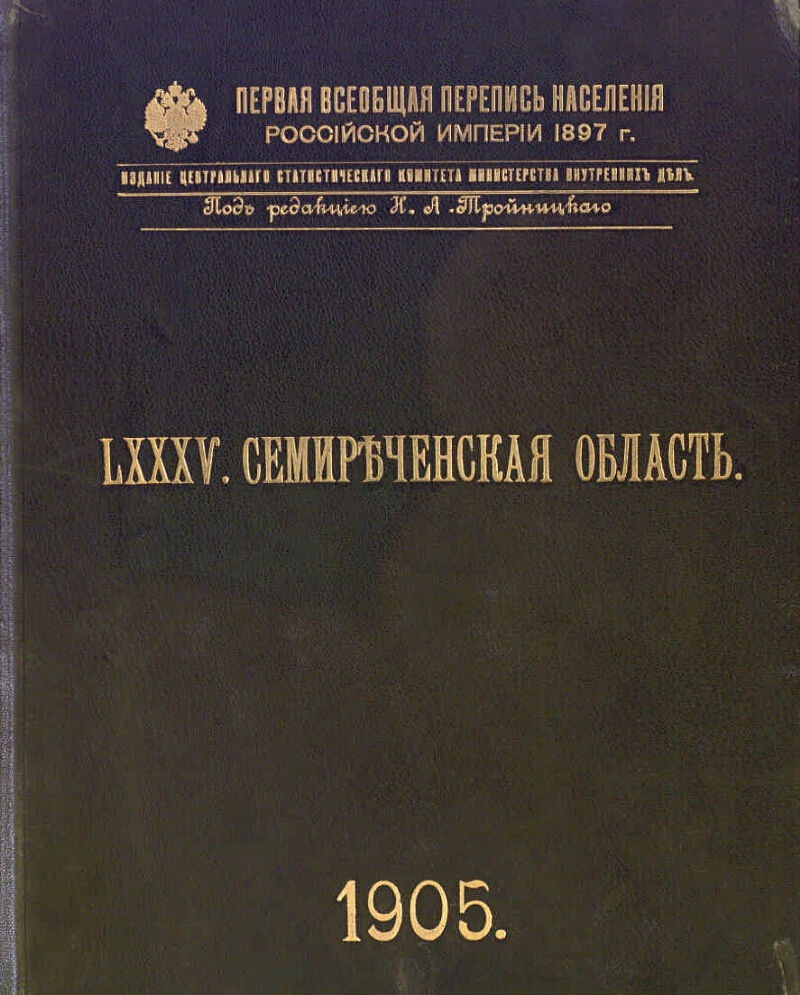 ПЕРВАЯ ВСЕОБЩАЯ ПЕРЕПИСЬ НАСЕЛЕНІЯ
РОССІЙСКОЙ ИМПЕРІИ 1897 г.
ИЗДАНІЕ ЦЕНТРАЛЬНАГО СТАТИСТИЧЕСКАГО КОМИТЕТА МИНИСТЕРСТВА ВНУТРЕННИХЪ ДѢЛЪ.
Подъ редакціею Н. А. Тройницкаго
LXXXV. СЕМИРѢЧЕНСКАЯ ОБЛАСТЬ.
1905.